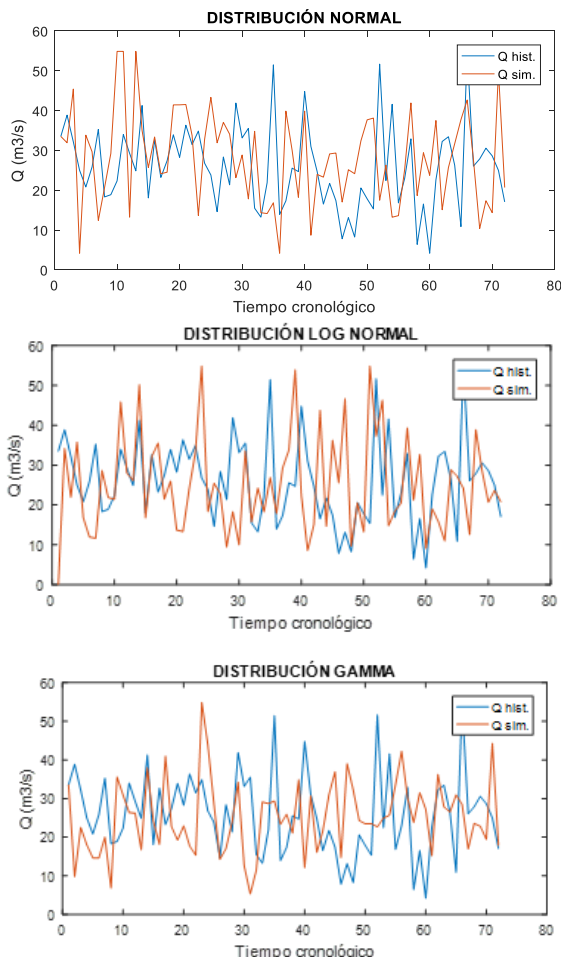 DISTRIBUCIÓN NORMAL
60
50
40
30
20
10
0
Q (m3/s)
Q hist.
Q sim.
0 10 20 30 40 50 60 70 80
Tiempo cronológico
DISTRIBUCIÓN LOG NORMAL
60
50
40
30
20
10
0
Q (m3/s)
Q hist.
Q sim.
0 10 20 30 40 50 60 70 80
Tiempo cronológico
DISTRIBUCIÓN GAMMA
60
50
40
30
20
10
0
Q (m3/s)
Q hist.
Q sim.
0 10 20 30 40 50 60 70 80
Tiempo cronológico